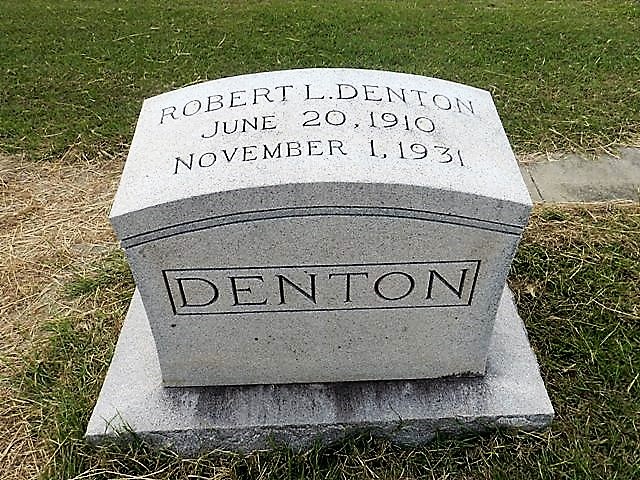 ROBERT L. DENTON
JUNE 20, 1910
NOVEMBER 1, 1931
DENTON